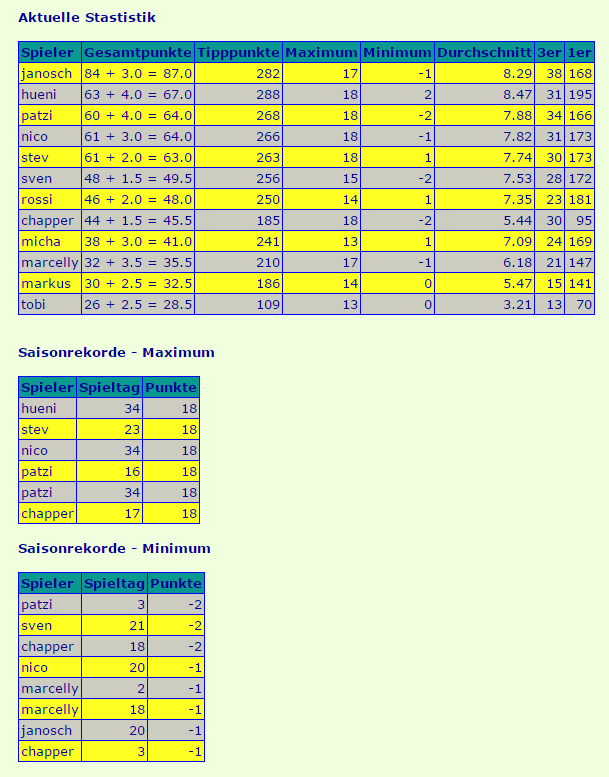 Aktuelle Stastistik
Spieler Gesamtpunkte Tipppunkte Maximum Minimum Durchschnitt 3er 1er
janosch 84 + 3.0 = 87.0 282 17 -1 8.29 38 168
hueni 63 + 4.0 = 67.0 288 18 2 8.47 31 195
patzi 60 + 4.0 = 64.0 268 18 -2 7.88 34 166
nico 61 + 3.0 = 64.0 266 18 -1 7.82 31 173
stev 61 + 2.0 = 63.0 263 18 1 7.74 30 173
sven 48 + 1.5 = 49.5 256 15 -2 7.53 28 172
rossi 46 + 2.0 = 48.0 250 14 1 7.35 23 181
chapper 44 + 1.5 = 45.5 185 18 -2 5.44 30 95
micha 38 + 3.0 = 41.0 241 13 1 7.09 24 169
marcelly 32 + 3.5 = 35.5 210 17 -1 6.18 21 147
markus 30 + 2.5 = 32.5 186 14 0 5.47 15 141
tobi 26 + 2.5 = 28.5 109 13 0 3.21 13 70
Saisonrekorde - Maximum
Spieler Spieltag Punkte
hueni 34 18
stev 23 18
nico 34 18
patzi 16 18
patzi 34 18
chapper 17 18
Saisonrekorde - Minimum
Spieler Spieltag Punkte
patzi 3 -2
sven 21 -2
chapper 18 -2
nico 20 -1
marcelly 2 -1
marcelly 18 -1
janosch 20 -1
chapper 3 -1